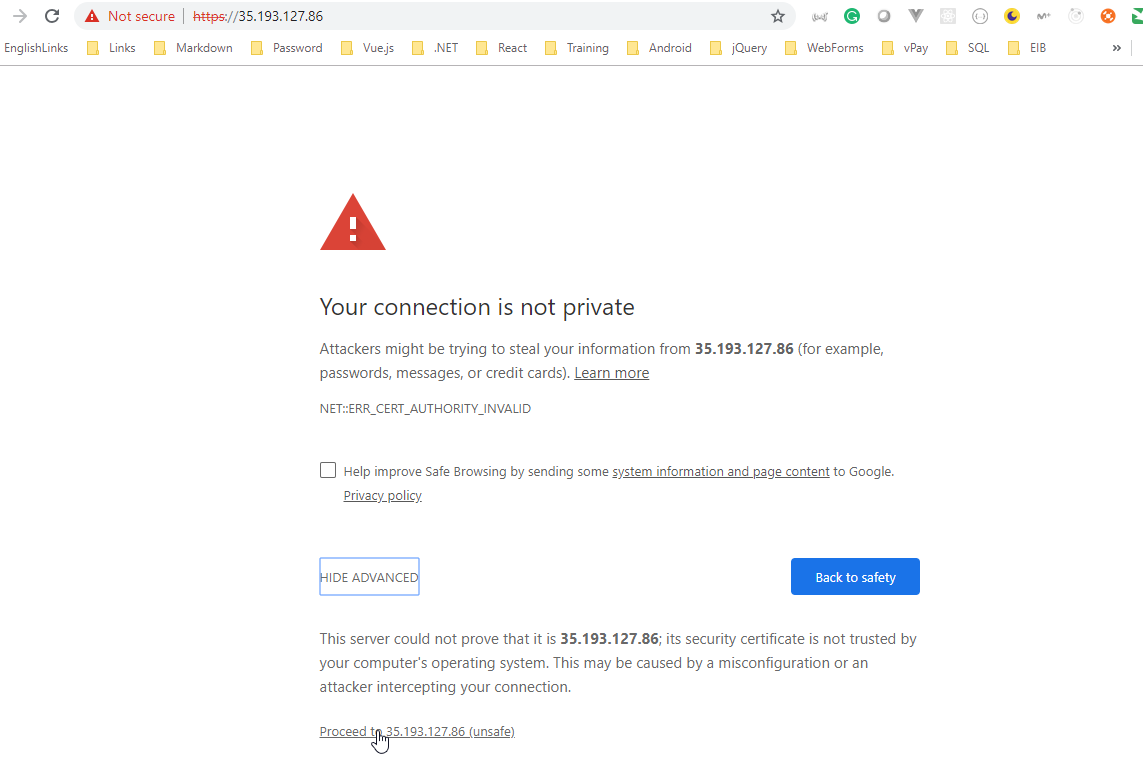 Not secure https://35.193.127.86
EnglishLinks Links Markdown Password Vue.js .NET React Training Android jQuery WebForms vPay SQL EIB »
Your connection is not private
Attackers might be trying to steal your information from 35.193.127.86 (for example,
passwords, messages, or credit cards). Learn more
NET::ERR_CERT_AUTHORITY_INVALID
Help improve Safe Browsing by sending some system information and page content to Google.
Privacy policy
HIDE ADVANCED
Back to safety
This server could not prove that it is 35.193.127.86; its security certificate is not trusted by
your computer's operating system. This may be caused by a misconfiguration or an
attacker intercepting your connection.
Proceed to 35.193.127.86 (unsafe)